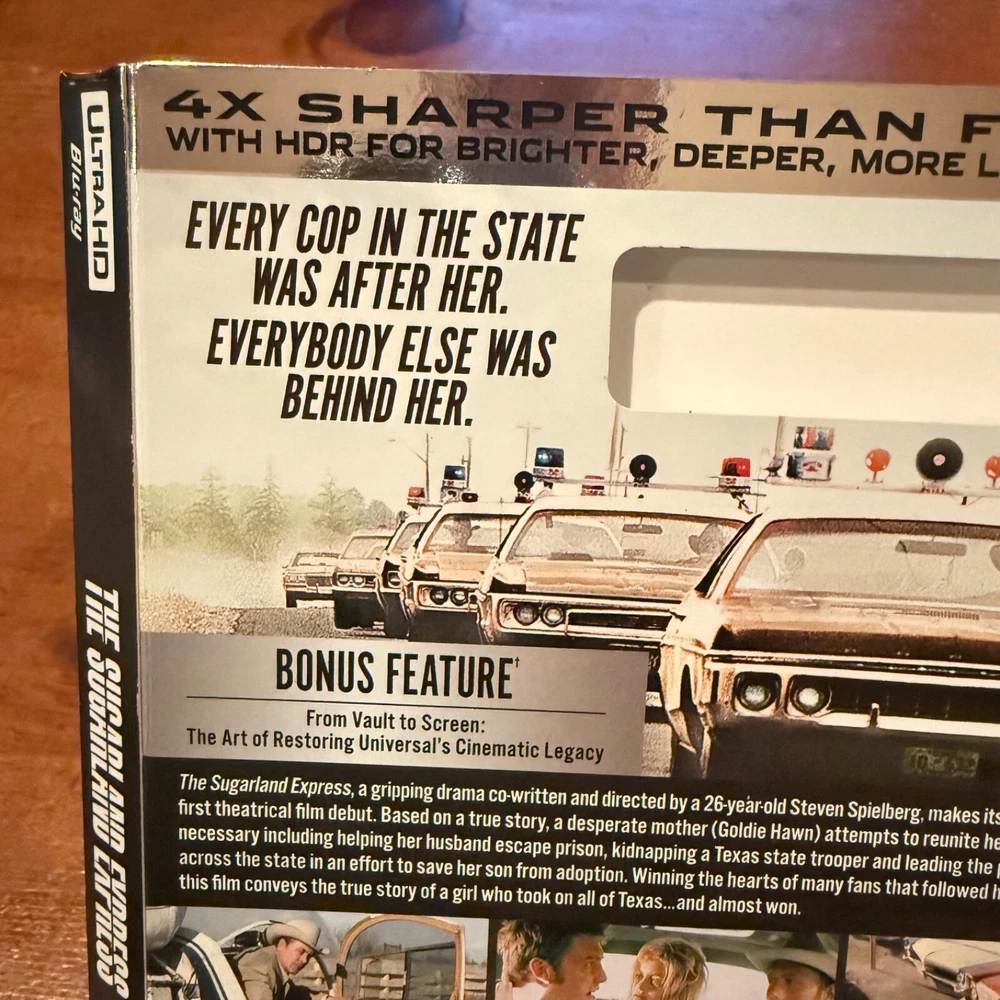 ULTRA HD
Blu-ray
THE SUGARLAND EXPRESS
THE SUGARLAND EXPRESS
4X SHARPER THAN F
WITH HDR FOR BRIGHTER, DEEPER, MORE L
EVERY COP IN THE STATE
WAS AFTER HER.
EVERYBODY ELSE WAS
BEHIND HER.
BONUS FEATURE†
From Vault to Screen:
The Art of Restoring Universal's Cinematic Legacy
The Sugarland Express, a gripping drama co-written and directed by a 26-year-old Steven Spielberg, makes its
first theatrical film debut. Based on a true story, a desperate mother (Goldie Hawn) attempts to reunite he
necessary including helping her husband escape prison, kidnapping a Texas state trooper and leading the p
across the state in an effort to save her son from adoption. Winning the hearts of many fans that followed h
this film conveys the true story of a girl who took on all of Texas...and almost won.